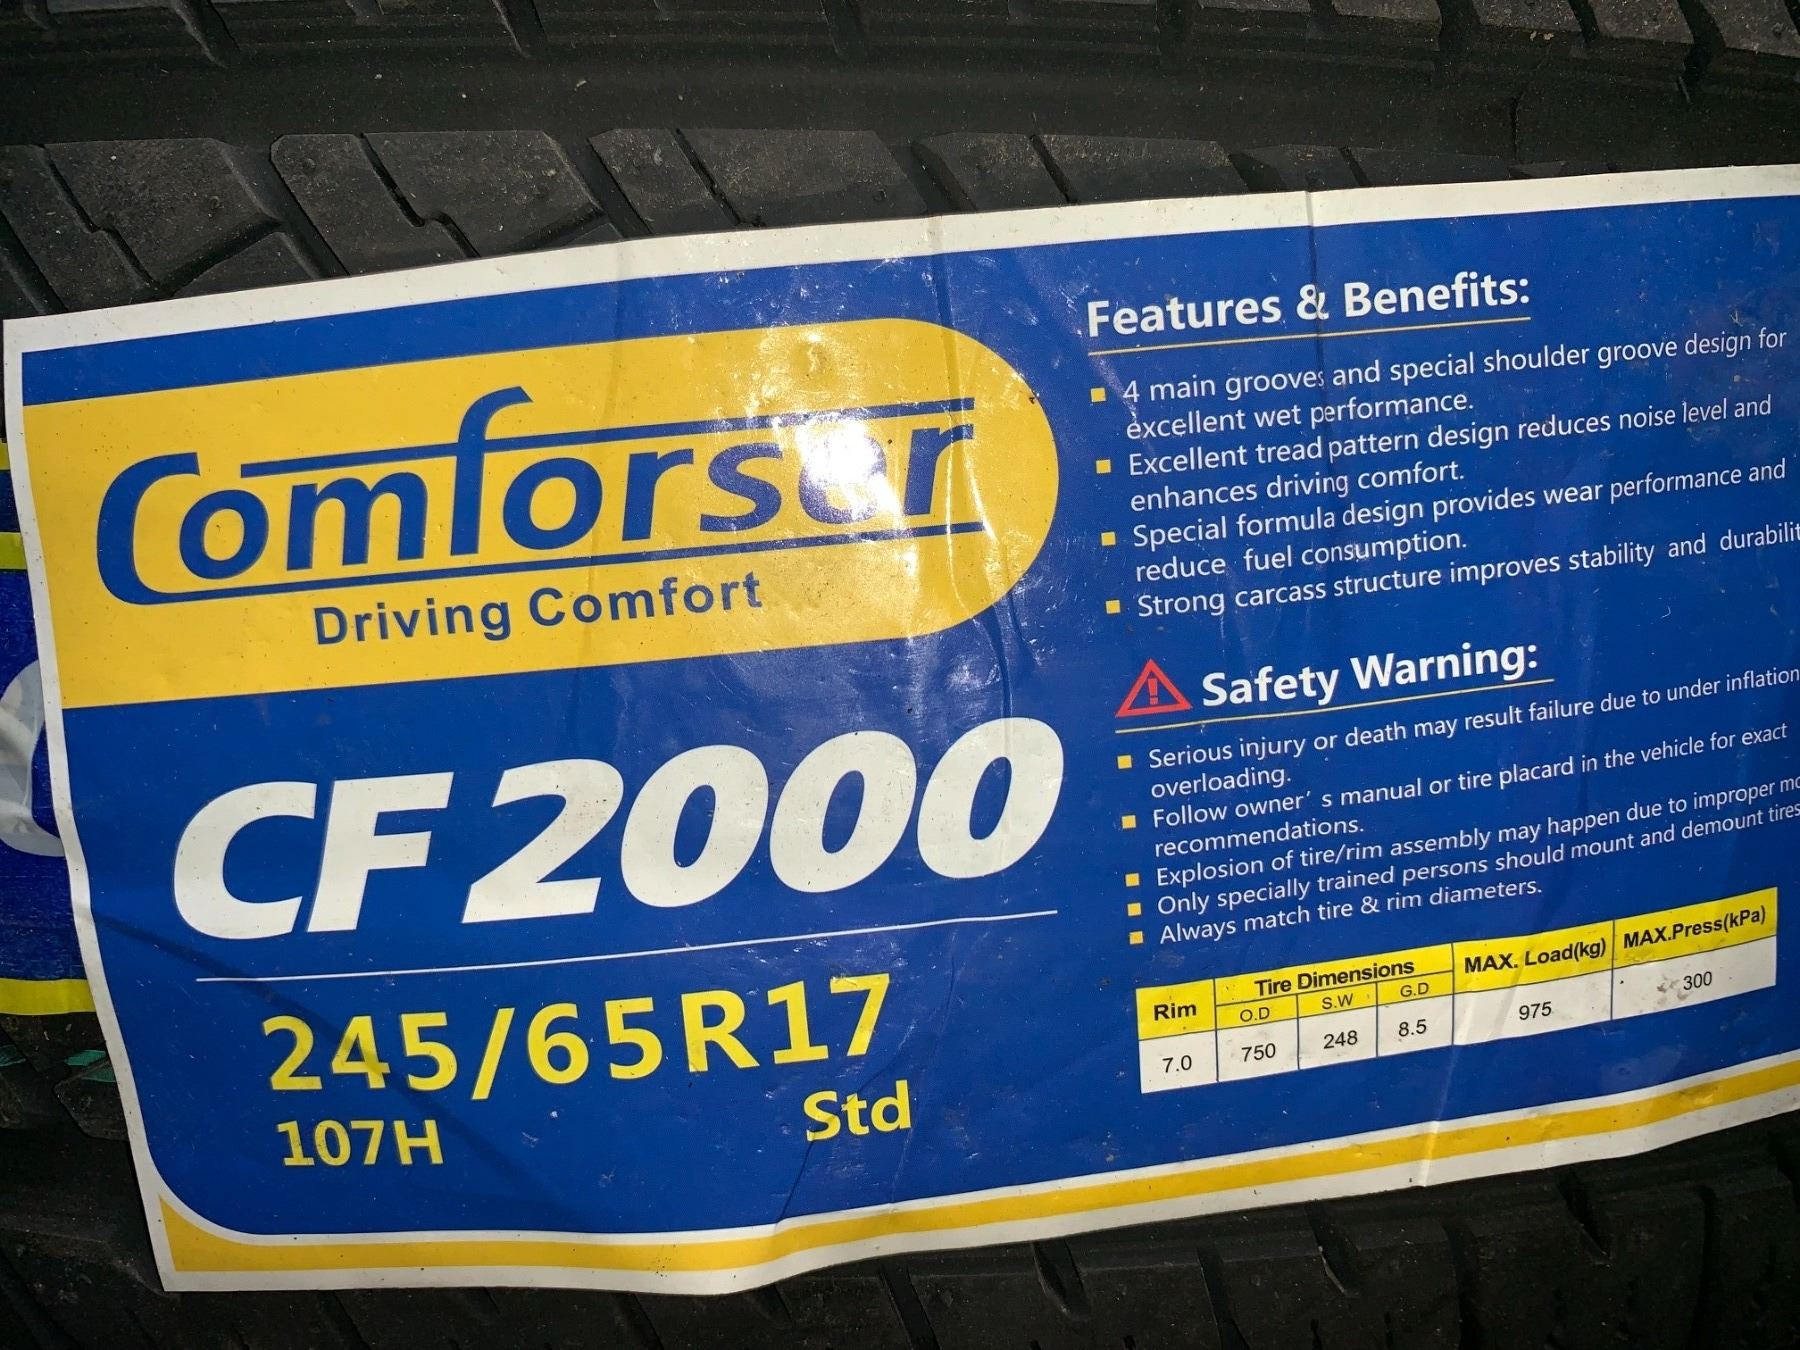 Comforser
Driving Comfort
CF2000
245/65R17
107H
Std
Features & Benefits:
4 main grooves and special shoulder groove design for
excellent wet performance.
Excellent tread pattern design reduces noise level and
enhances driving comfort.
Special formula design provides wear performance and
reduce fuel consumption.
Strong carcass structure improves stability and
Safety Warning:
Serious injury or death may result failure due to under inflation
overloading.
Follow owner’s manual or tire placard in the vehicle for exact
recommendations.
Explosion of tire/rim assembly may happen due to improper
Only specially trained persons should mount and demount tires
Always match tire & rim diameters.
Rim Tire Dimensions MAX. Load(kg) MAX.Press(kPa)
O.D S.W G.D
7.0 750 248 8.5 975 300